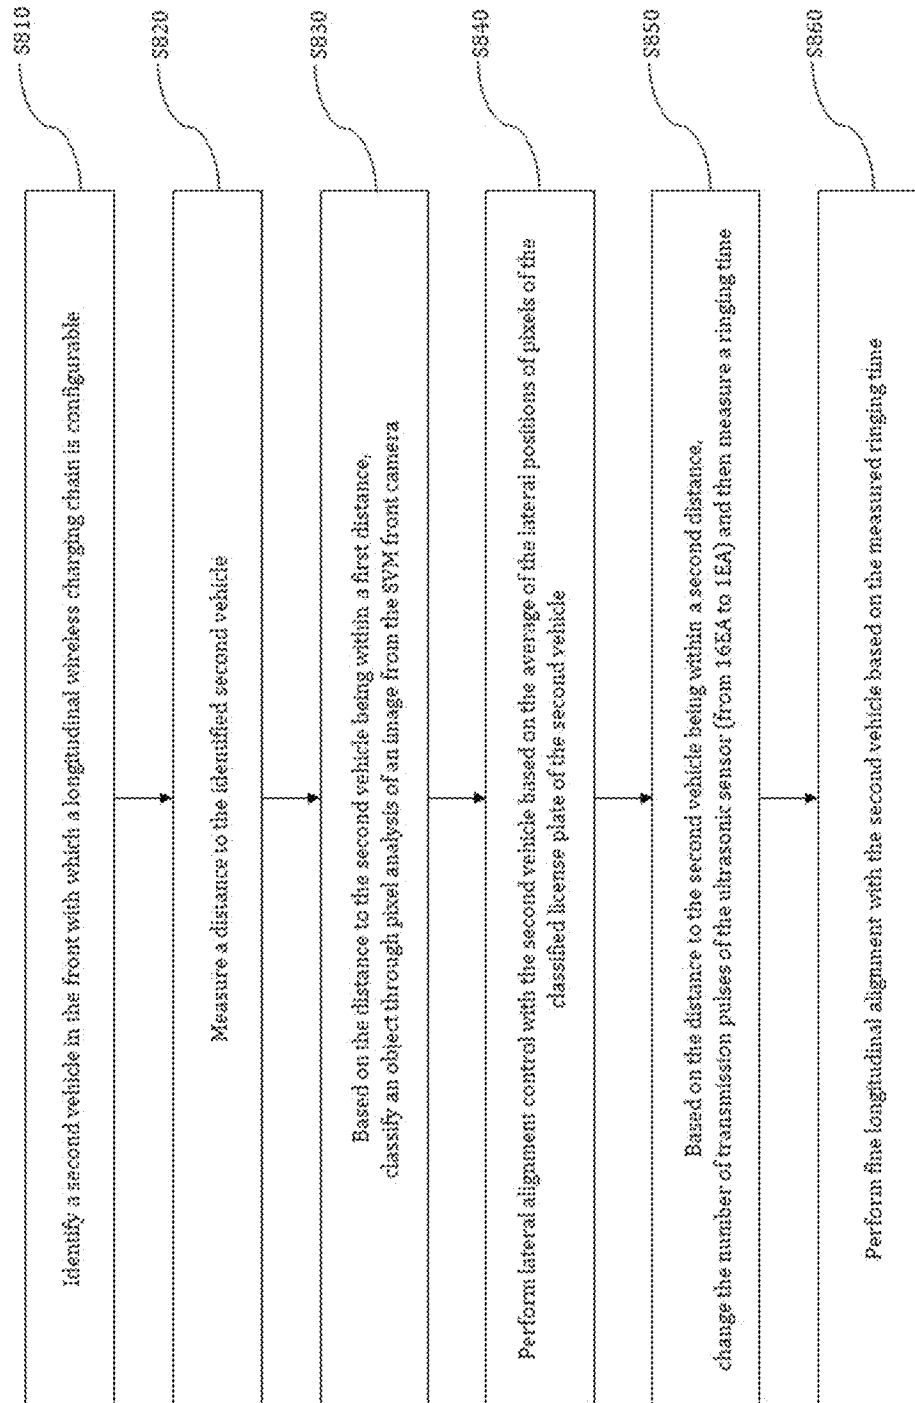 S810
Identify a second vehicle in the front with which a longitudinal wireless charging chain is configurable
S820
Measure a distance to the identified second vehicle
S830
Based on the distance to the second vehicle being within a first distance,
classify an object through pixel analysis of an image from the SVM front camera
S840
Perform lateral alignment control with the second vehicle based on the average of the lateral positions of pixels of the
classified license plate of the second vehicle
S850
Based on the distance to the second vehicle being within a second distance,
change the number of transmission pulses of the ultrasonic sensor (from 16EA to 1EA) and then measure a ringing time
S860
Perform fine longitudinal alignment with the second vehicle based on the measured ringing time